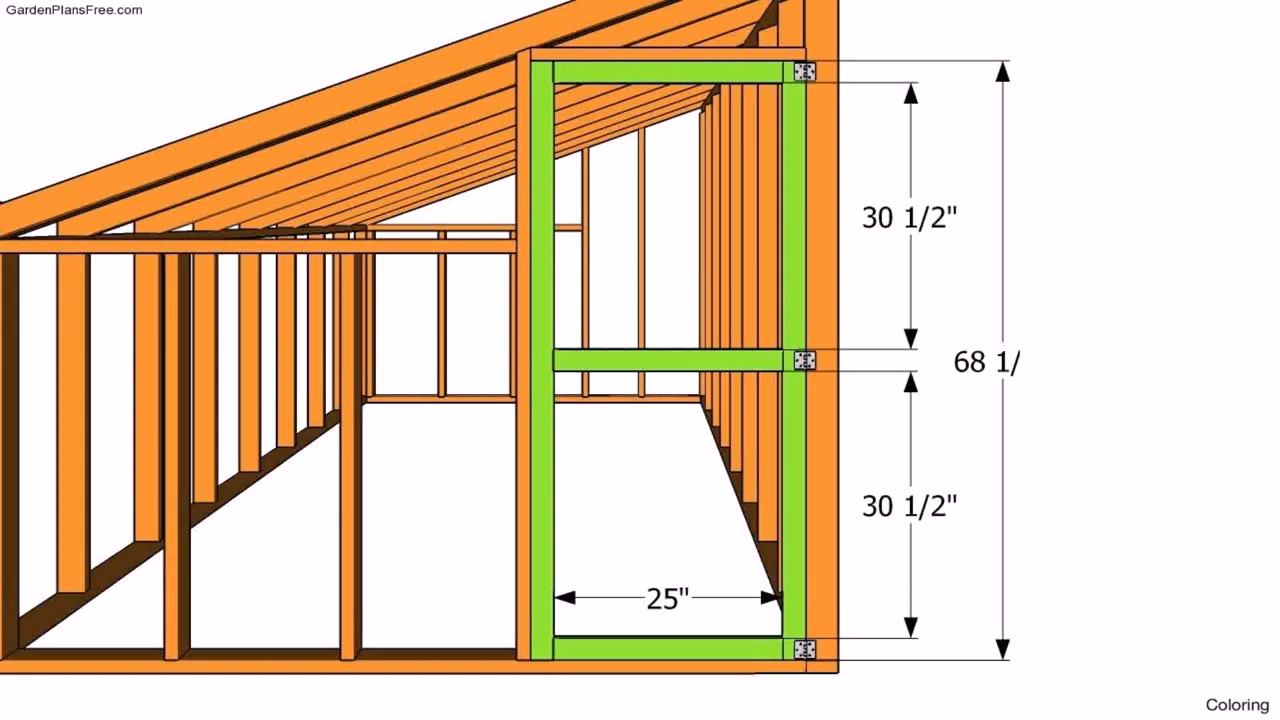 GardenPlansFree.com
30 1/2"
68 1/
30 1/2"
25"
Coloring